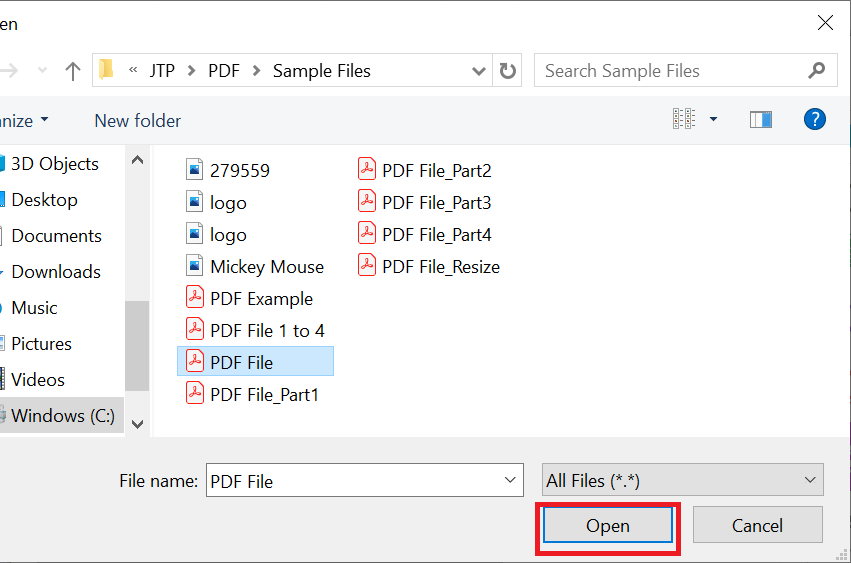 en
« JTP > PDF > Sample Files
Search Sample Files
nize
New folder
?
3D Objects
Desktop
Documents
Downloads
Music
Pictures
Videos
Windows (C:)
279559
logo
logo
Mickey Mouse
PDF Example
PDF File 1 to 4
PDF File
PDF File_Part1
PDF File_Part2
PDF File_Part3
PDF File_Part4
PDF File_Resize
File name: PDF File
All Files (*.*)
Open
Cancel